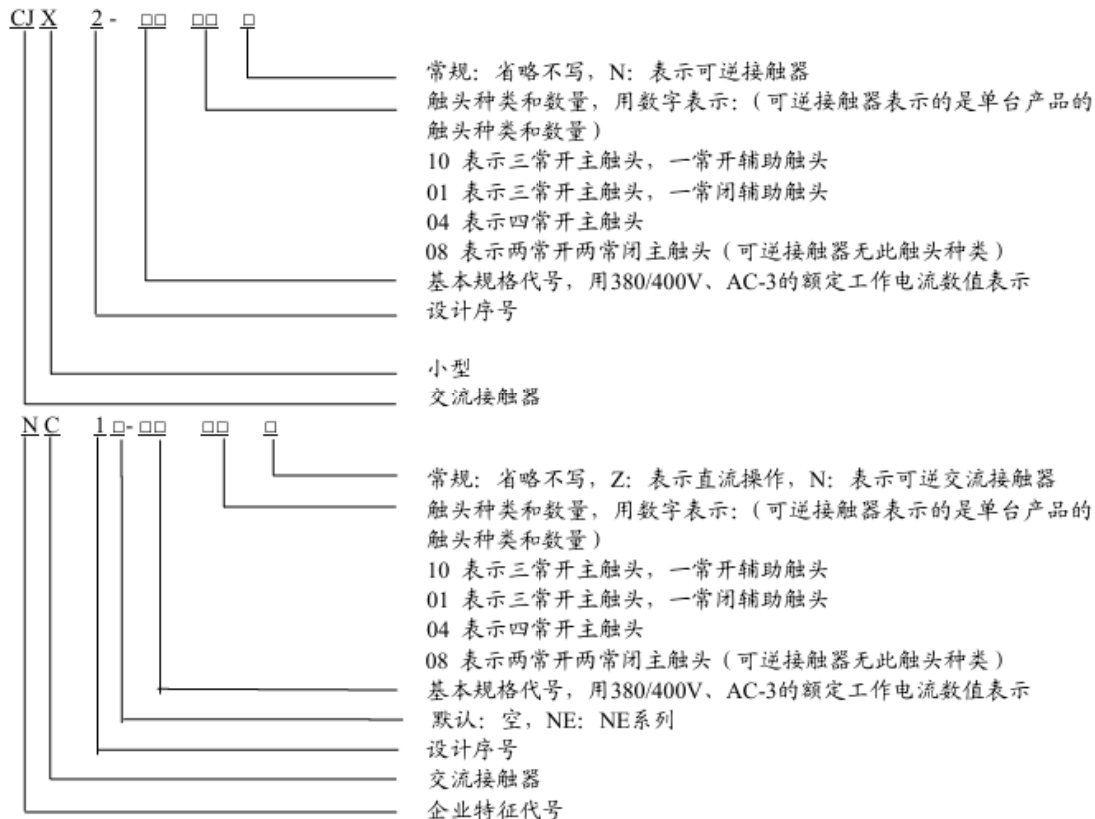 CJ X 2 - □□ □□ □
常规：省略不写，N：表示可逆接触器
触头种类和数量，用数字表示：（可逆接触器表示的是单台产品的
触头种类和数量）
10 表示三常开主触头，一常开辅助触头
01 表示三常开主触头，一常闭辅助触头
04 表示四常开主触头
08 表示两常开两常闭主触头（可逆接触器无此触头种类）
基本规格代号，用380/400V、AC-3的额定工作电流数值表示
设计序号
小型
交流接触器
N C 1 □- □□ □□ □
常规：省略不写，Z：表示直流操作，N：表示可逆交流接触器
触头种类和数量，用数字表示：（可逆接触器表示的是单台产品的
触头种类和数量）
10 表示三常开主触头，一常开辅助触头
01 表示三常开主触头，一常闭辅助触头
04 表示四常开主触头
08 表示两常开两常闭主触头（可逆接触器无此触头种类）
基本规格代号，用380/400V、AC-3的额定工作电流数值表示
默认：空，NE：NE系列
设计序号
交流接触器
企业特征代号